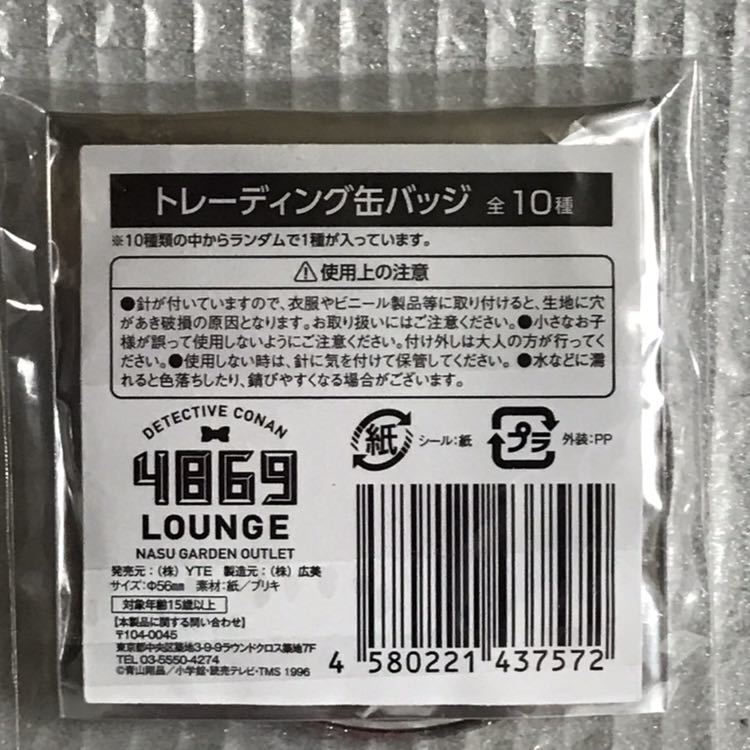 トレーディング缶バッジ 全10種
※10種類の中からランダムで1種が入っています。
⚠使用上の注意
●針が付いていますので、衣服やビニール製品等に取り付けると、生地に穴
があき破損の原因となります。お取り扱いにはご注意ください。●小さなお子
様が誤って使用しないようにご注意ください。付け外しは大人の方が行ってく
ださい。●使用しない時は、針に気を付けて保管してください。 ●水などに濡
れると色落ちしたり、錆びやすくなる場合がございます。
DETECTIVE CONAN
4869
LOUNGE
NASU GARDEN OUTLET
紙 シール:紙
プラ 外装:PP
発売元:(株) YTE 製造元:(株) 広美
サイズ:Φ56mm 素材:紙/ブリキ
対象年齢15歳以上
【本製品に関する問い合わせ】
〒104-0045
東京都中央区築地3-9-9ラウンドクロス築地7F
TEL 03-5550-4274
©青山剛昌/小学館・読売テレビ・TMS 1996
4 580221 437572